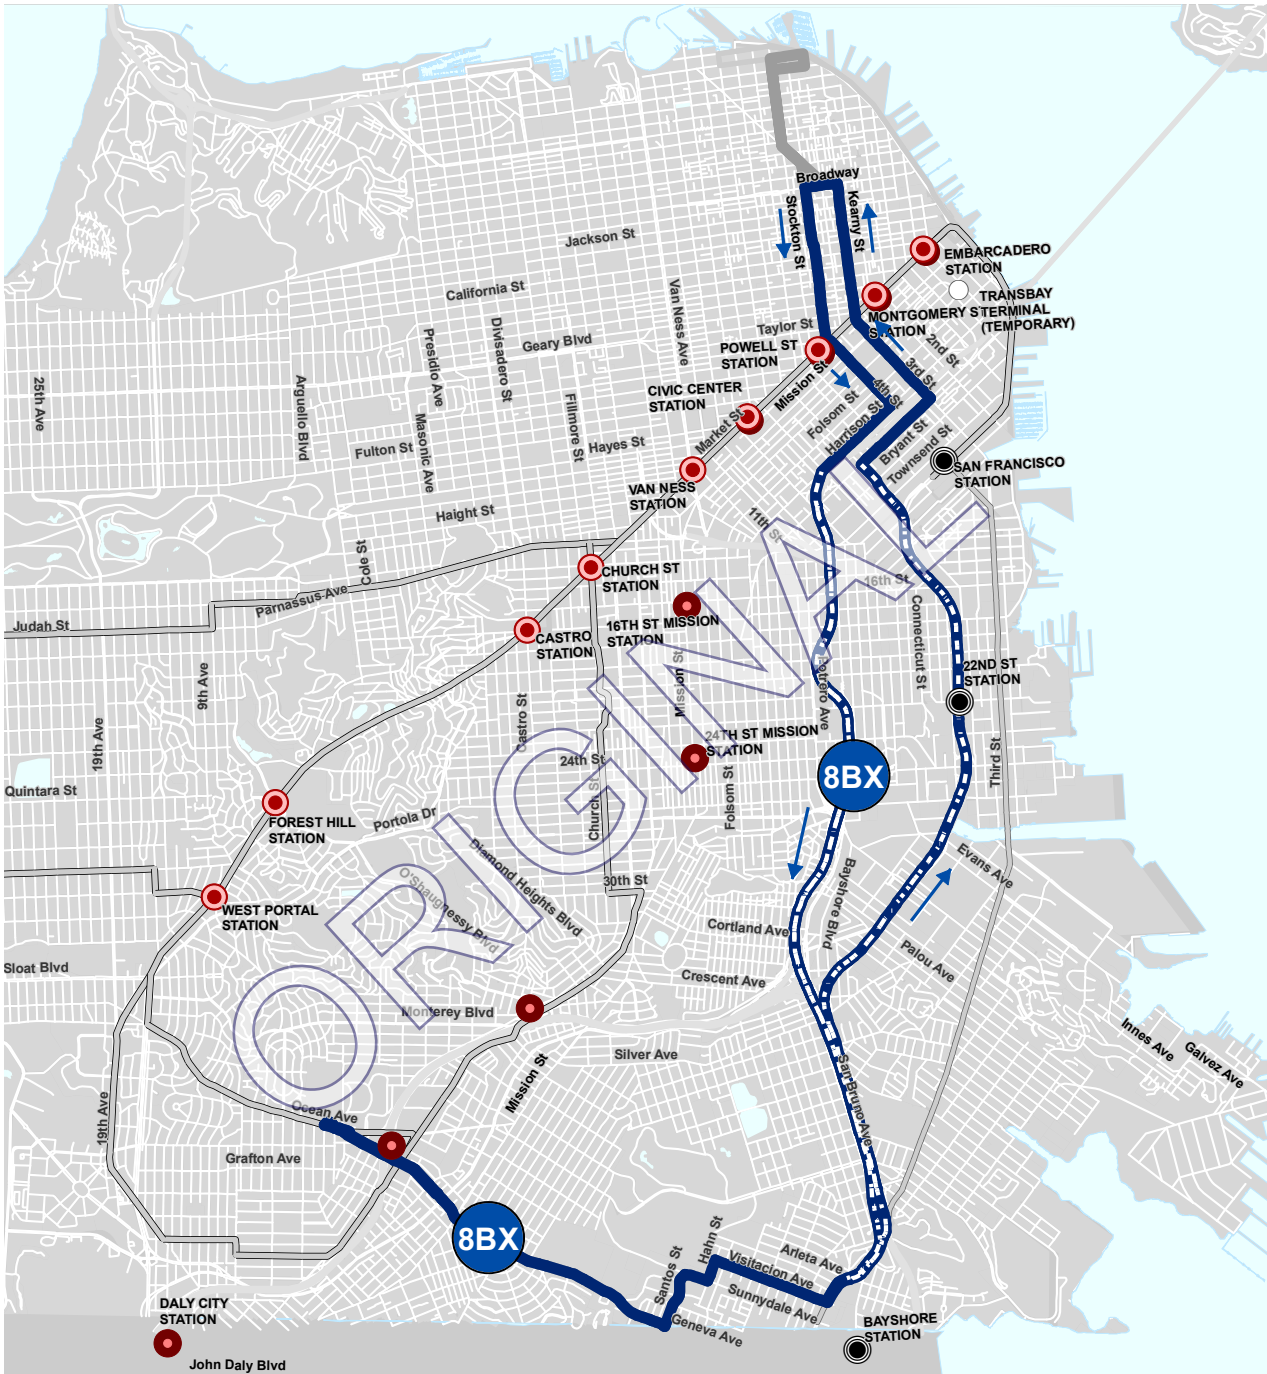 Broadway
Stockton St
Kearny St
Jackson St
EMBARCADERO
STATION
California St
Van Ness Ave
TRANSBAY
TERMINAL
(TEMPORARY)
MONTGOMERY ST
STATION
Taylor St
Divisadero St
Presidio Ave
Geary Blvd
POWELL ST
STATION
2nd St
3rd St
4th St
Mission St
25th Ave
Arguello Blvd
Fillmore St
CIVIC CENTER
STATION
Market St
Folsom St
Harrison St
Bryant St
Townsend St
Masonic Ave
Fulton St
Hayes St
SAN FRANCISCO
STATION
VAN NESS
STATION
Haight St
11th St
Cole St
CHURCH ST
STATION
16th St
Parnassus Ave
Judah St
16TH ST MISSION
STATION
CASTRO
STATION
Connecticut St
9th Ave
Mission St
Potrero Ave
22ND ST
STATION
Castro St
19th Ave
24TH ST MISSION
STATION
24th St
Third St
8BX
Quintara St
Church St
Folsom St
FOREST HILL
STATION
Portola Dr
Diamond Heights Blvd
O'Shaughnessy Blvd
30th St
Bayshore Blvd
Evans Ave
WEST PORTAL
STATION
Cortland Ave
Palou Ave
Sloat Blvd
Crescent Ave
Monterey Blvd
ORIGINAL
Silver Ave
Innes Ave
Galvez Ave
Mission St
San Bruno Ave
19th Ave
Ocean Ave
Grafton Ave
8BX
Santos St
Hahn St
Visitacion Ave
Arleta Ave
Sunnydale Ave
Geneva Ave
DALY CITY
STATION
BAYSHORE
STATION
John Daly Blvd